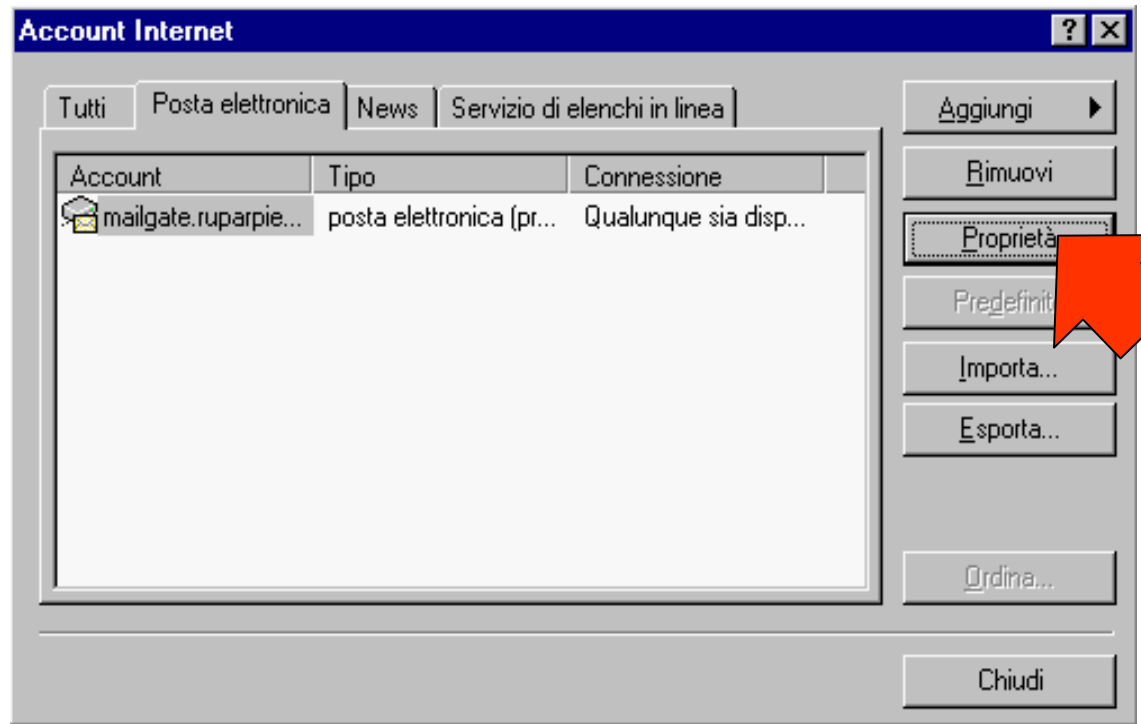 Account Internet
Tutti Posta elettronica News Servizio di elenchi in linea
Account Tipo Connessione
mailgate.ruparpie... posta elettronica (pr... Qualunque sia disp...
Aggiungi
Rimuovi
Proprietà
Predefinit
Importa...
Esporta...
Ordina...
Chiudi